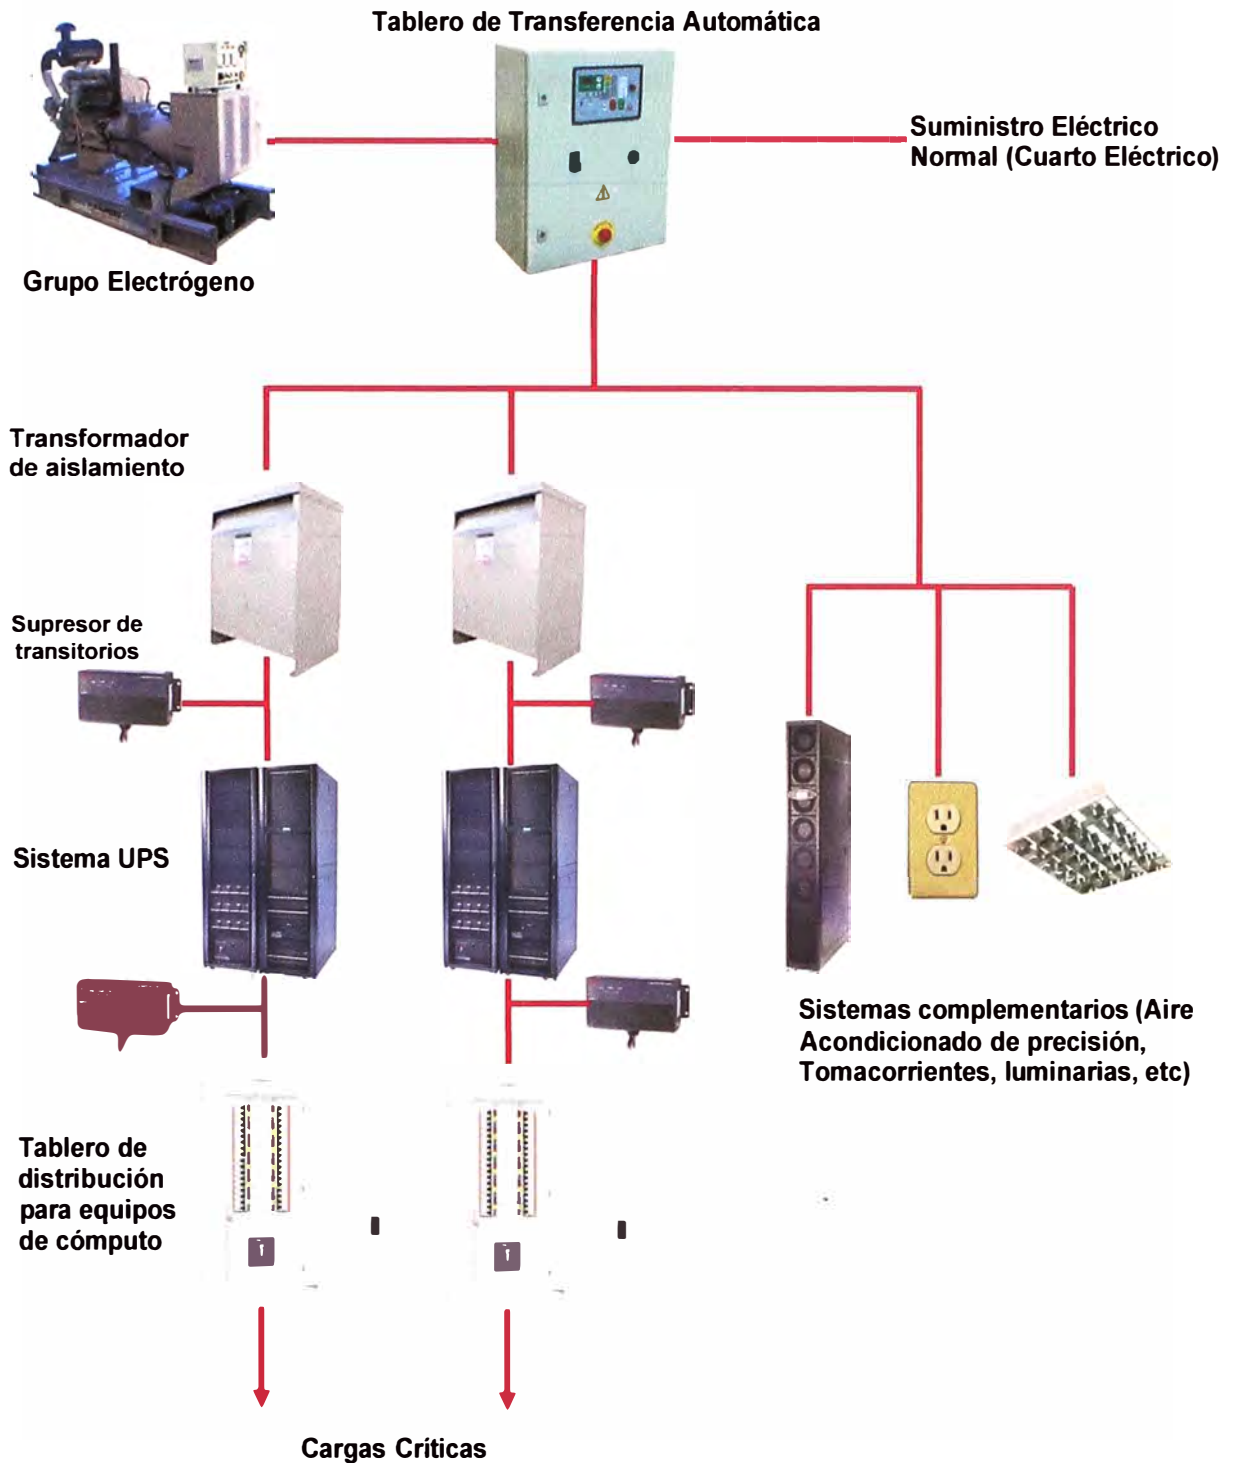 Tablero de Transferencia Automática
Suministro Eléctrico
Normal (Cuarto Eléctrico)
Grupo Electrógeno
Transformador
de aislamiento
Supresor de
transitorios
Sistema UPS
Sistemas complementarios (Aire
Acondicionado de precisión,
Tomacorrientes, luminarias, etc)
Tablero de
distribución
para equipos
de cómputo
Cargas Críticas